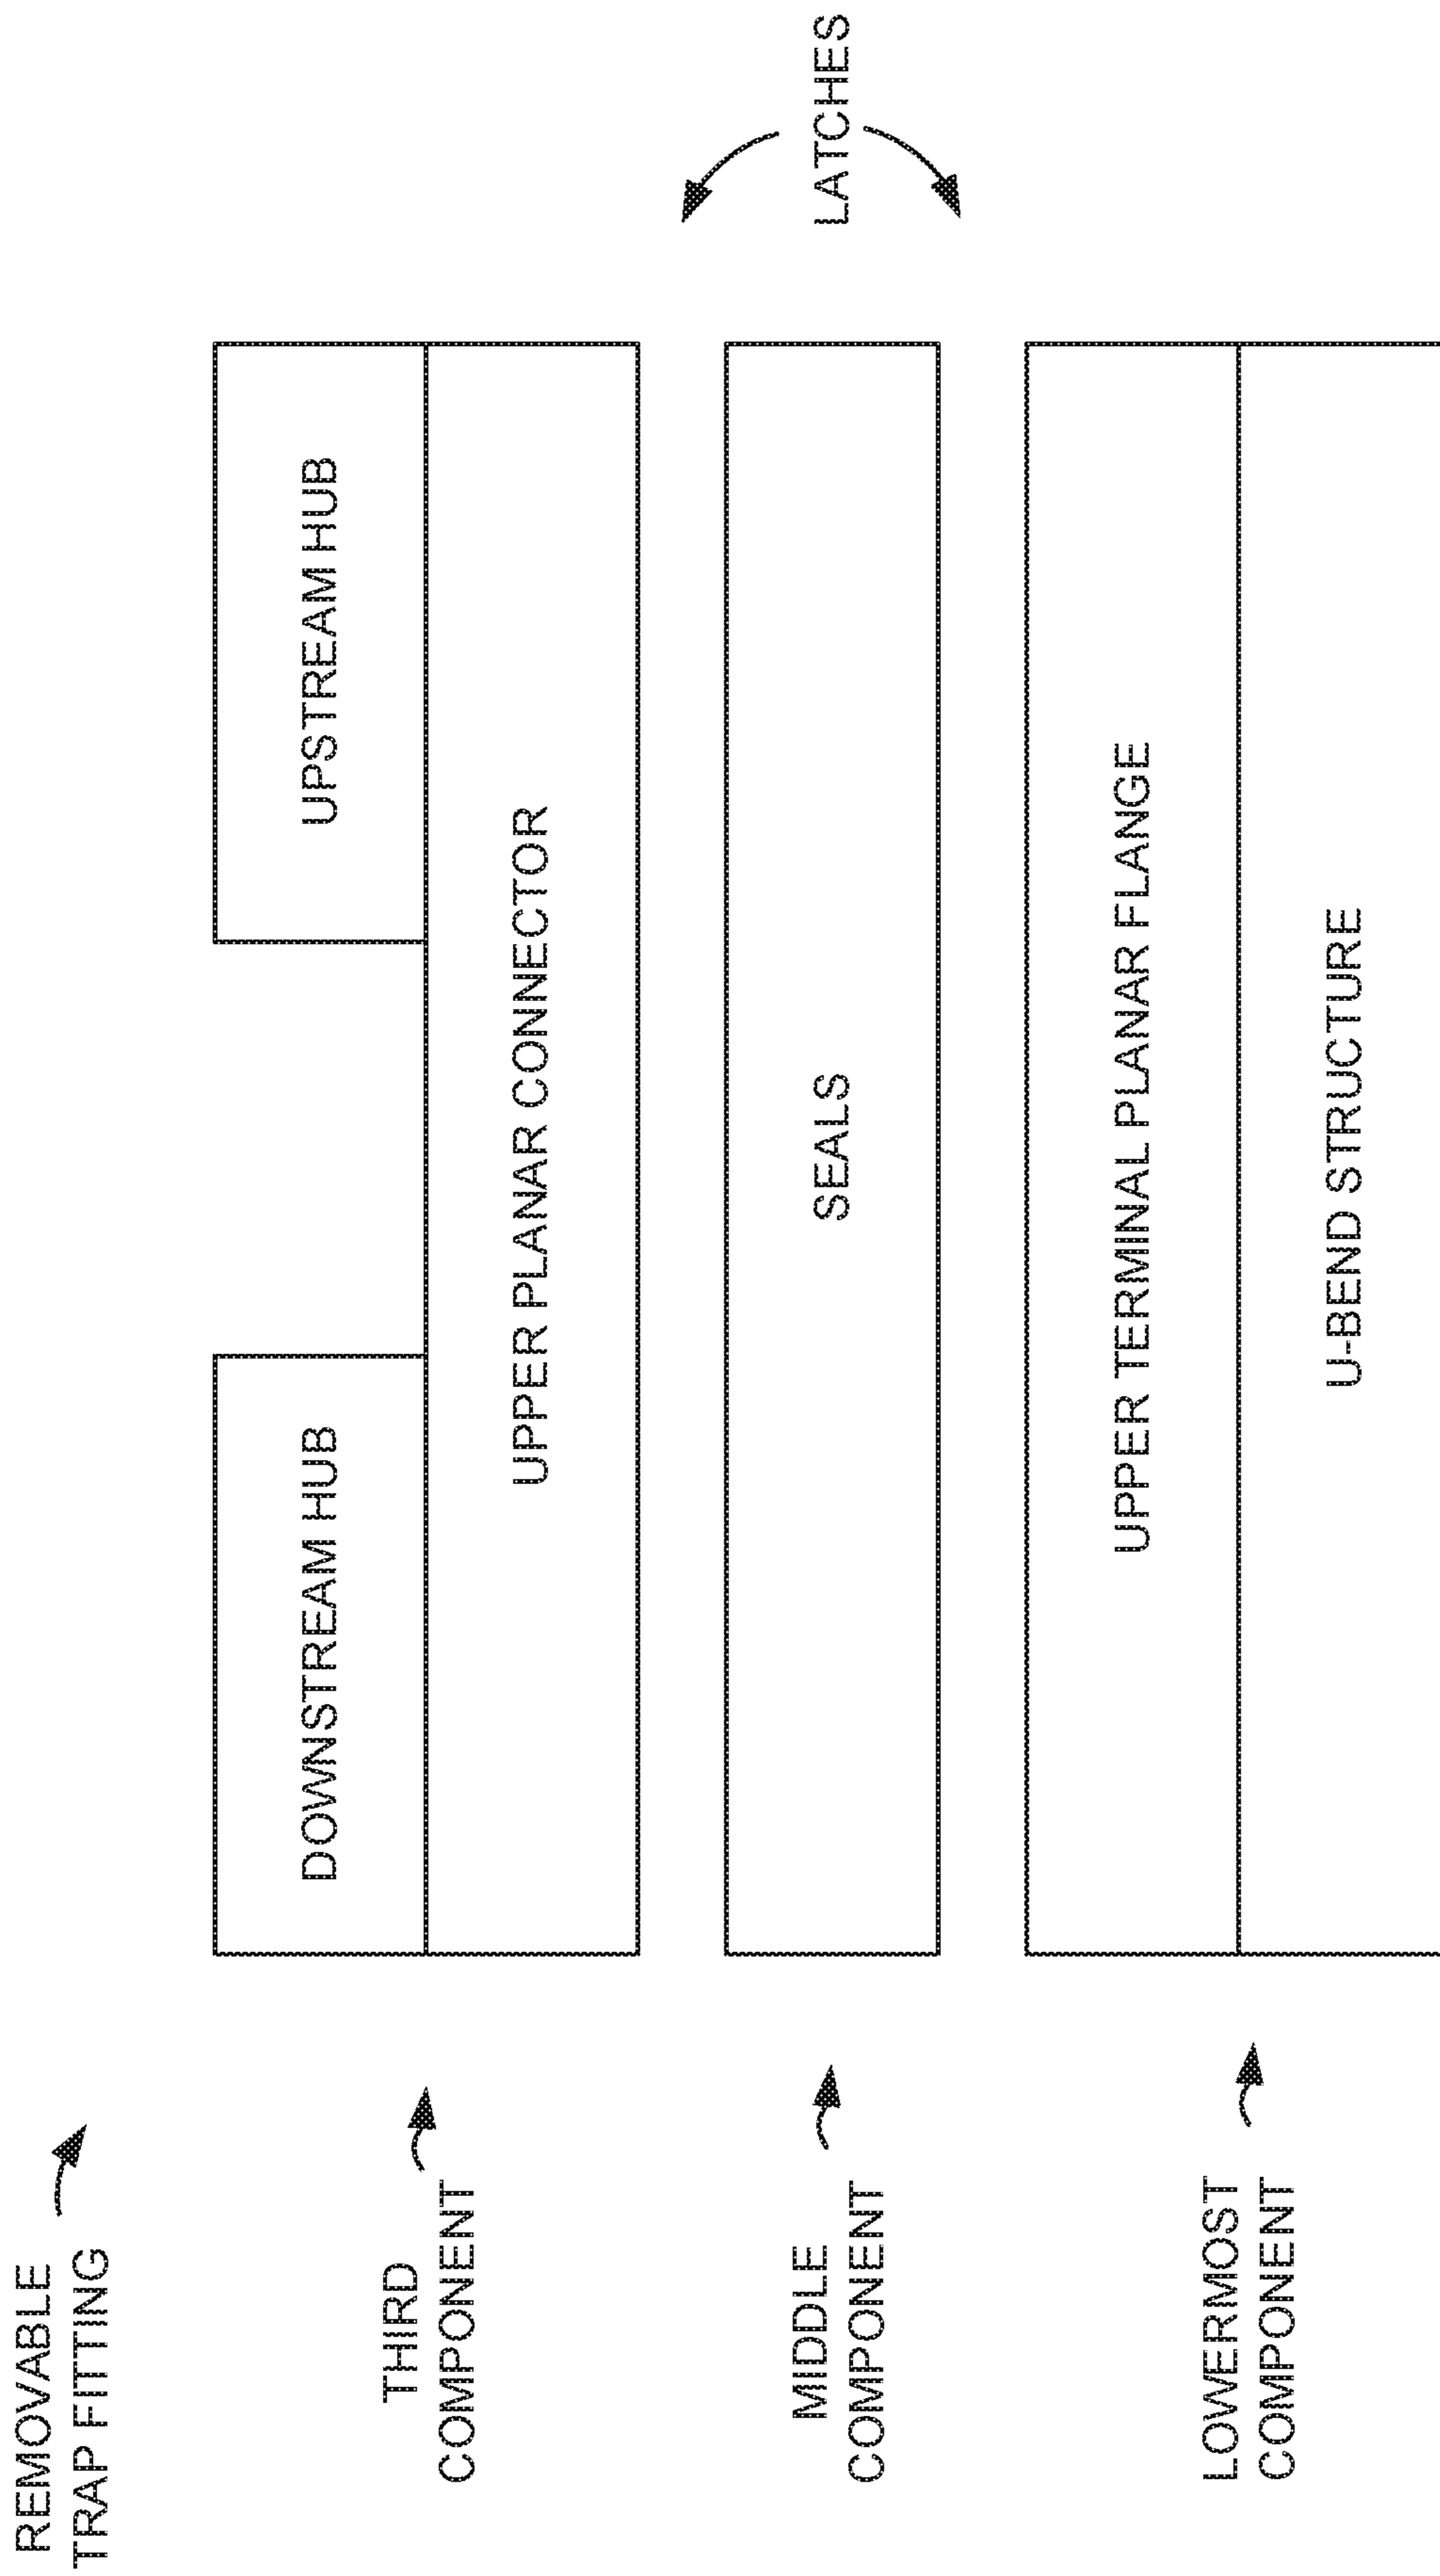 REMOVABLE
TRAP FITTING
DOWNSTREAM HUB
UPSTREAM HUB
THIRD
COMPONENT
UPPER PLANAR CONNECTOR
MIDDLE
COMPONENT
SEALS
LATCHES
UPPER TERMINAL PLANAR FLANGE
LOWERMOST
COMPONENT
U-BEND STRUCTURE